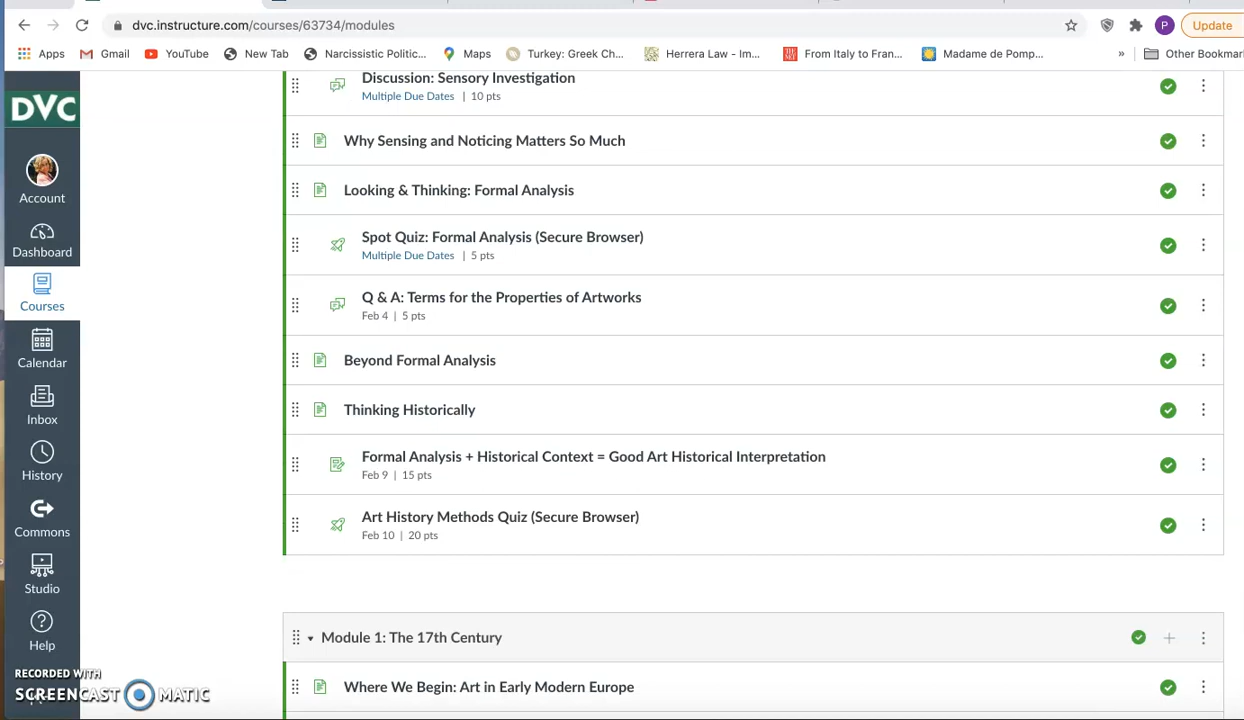 dvc.instructure.com/courses/63734/modules
P
Update
Apps
Gmail
YouTube
New Tab
Narcissistic Politic...
Maps
Turkey: Greek Ch...
Herrera Law - Im...
From Italy to Fran...
Madame de Pomp...
»
Other Bookmar
DVC
Account
Dashboard
Courses
Calendar
Inbox
History
Commons
Studio
Help
Discussion: Sensory Investigation
Multiple Due Dates | 10 pts
Why Sensing and Noticing Matters So Much
Looking & Thinking: Formal Analysis
Spot Quiz: Formal Analysis (Secure Browser)
Multiple Due Dates | 5 pts
Q & A: Terms for the Properties of Artworks
Feb 4 | 5 pts
Beyond Formal Analysis
Thinking Historically
Formal Analysis + Historical Context = Good Art Historical Interpretation
Feb 9 | 15 pts
Art History Methods Quiz (Secure Browser)
Feb 10 | 20 pts
Module 1: The 17th Century
Where We Begin: Art in Early Modern Europe
RECORDED WITH
SCREENCAST MATIC